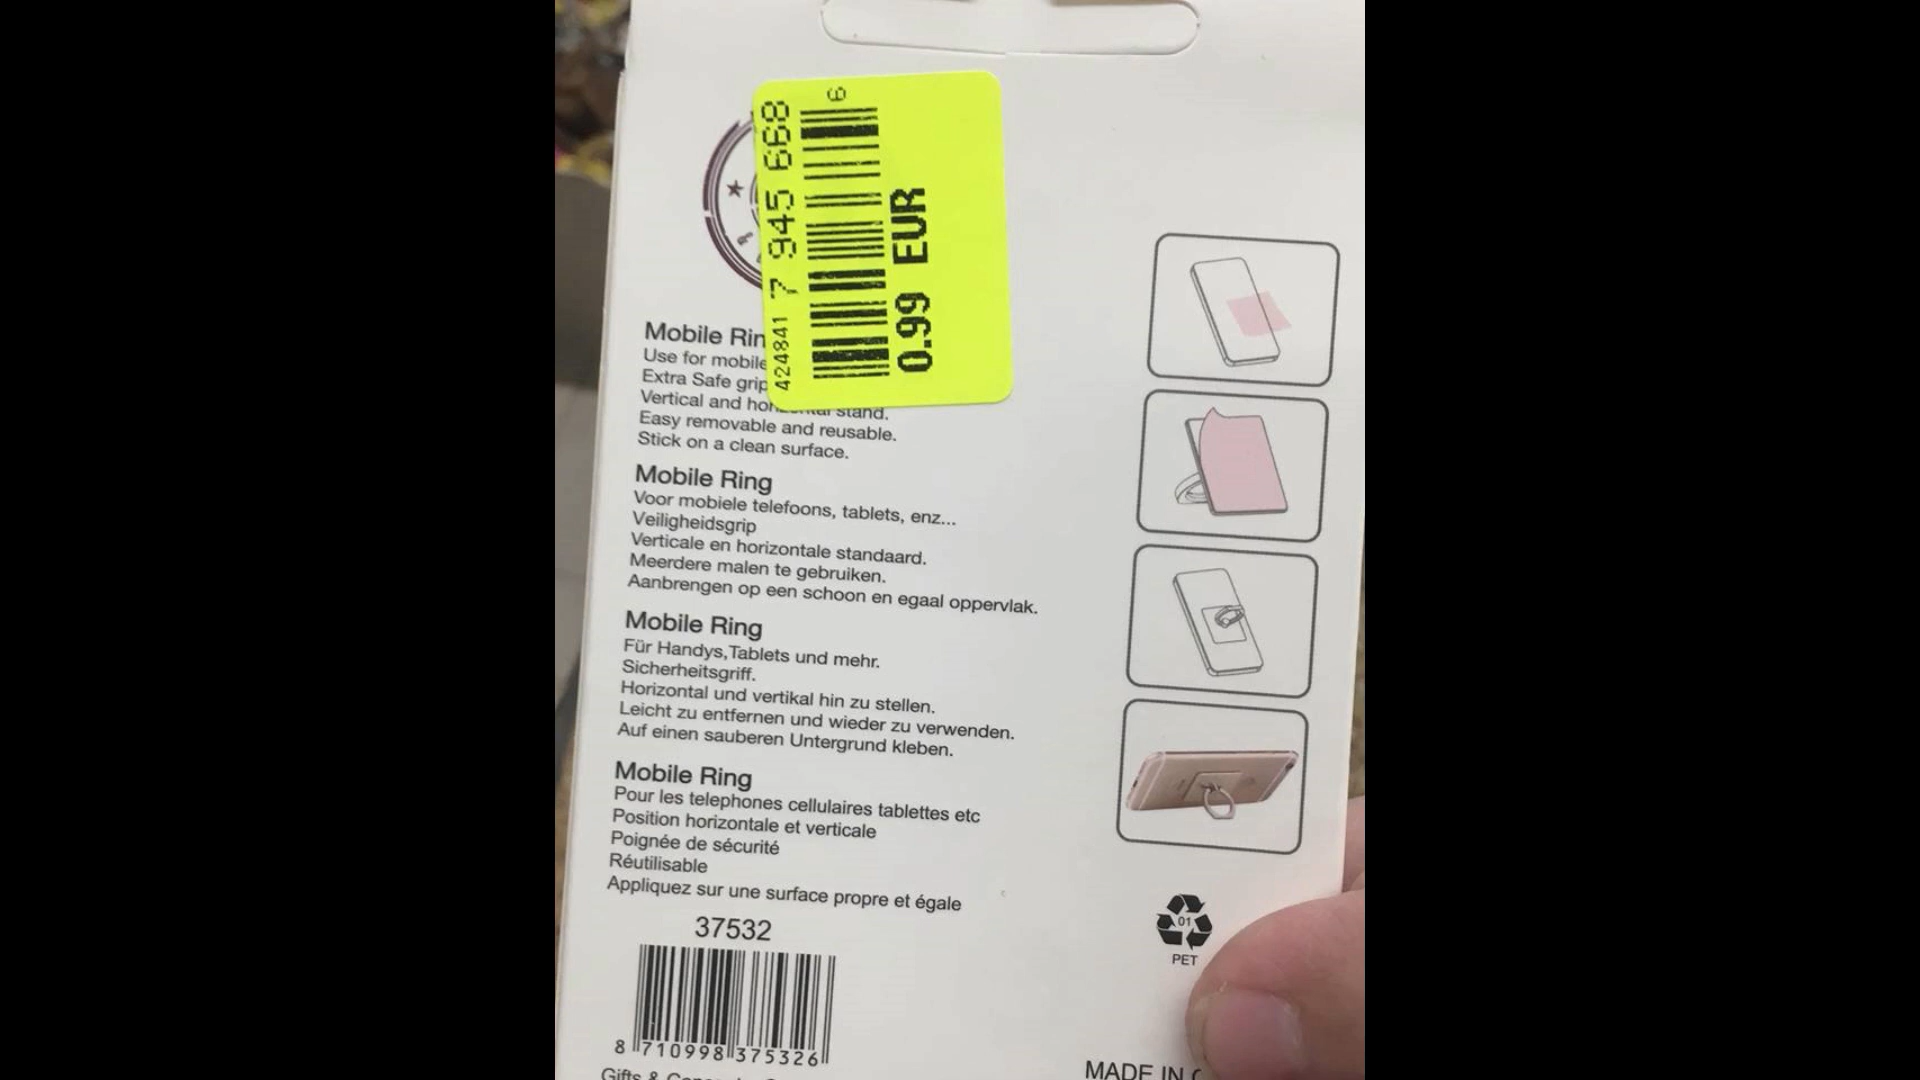 6
7 945 668
424841
0.99 EUR
Mobile
Use for mobile
Extra Safe grip
Vertical and stand.
Easy removable and reusable.
Stick on a clean surface.
Mobile Ring
Voor mobiele telefoons, tablets, enz...
Veiligheidsgrip
Verticale en horizontale standaard.
Meerdere malen te gebruiken.
Aanbrengen op een schoon en egaal oppervlak.
Mobile Ring
Für Handys,Tablets und mehr.
Sicherheitsgriff.
Horizontal und vertikal hin zu stellen.
Leicht zu entfernen und wieder zu verwenden.
Auf einen sauberen Untergrund kleben.
Mobile Ring
Pour les telephones cellulaires tablettes etc
Position horizontale et verticale
Poignée de sécurité
Réutilisable
Appliquez sur une surface propre et égale
37532
8 710998 375326
Gifts &
01
PET
MADE IN